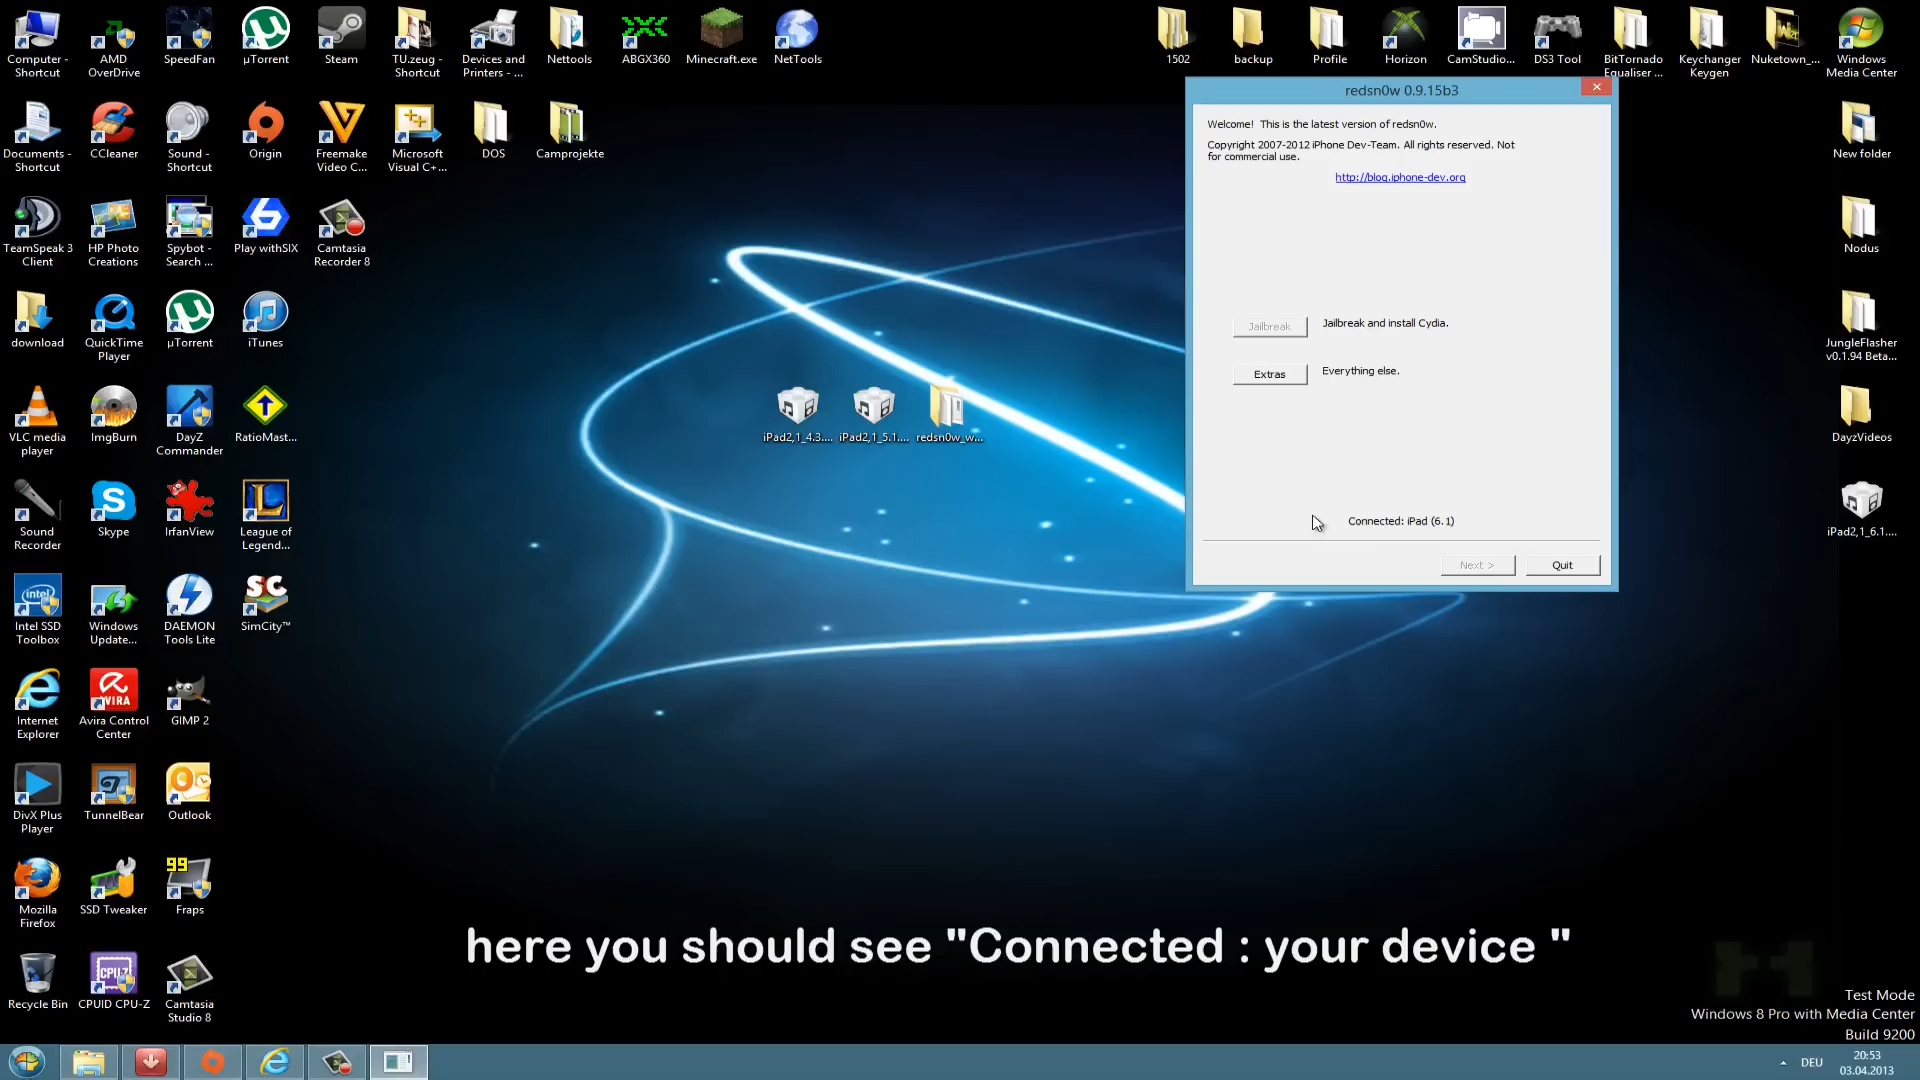 Computer - Shortcut
AMD OverDrive
SpeedFan
µTorrent
Steam
TU.zeug - Shortcut
Devices and Printers - ...
Nettools
ABGX360
Minecraft.exe
NetTools
1502
backup
Profile
Horizon
CamStudio...
DS3 Tool
BitTornado Equaliser ...
Keychanger Keygen
Nuketown_...
Windows Media Center
Documents - Shortcut
CCleaner
Sound - Shortcut
Origin
Freemake Video C...
Microsoft Visual C+...
DOS
Camprojekte
New folder
TeamSpeak 3 Client
HP Photo Creations
Spybot - Search ...
Play withSIX
Camtasia Recorder 8
Nodus
download
QuickTime Player
µTorrent
iTunes
JungleFlasher v0.1.94 Beta...
VLC media player
ImgBurn
DayZ Commander
RatioMast...
iPad2,1_4.3....
iPad2,1_5.1....
redsn0w_w...
DayzVideos
Sound Recorder
Skype
IrfanView
League of Legend...
iPad2,1_6.1....
Intel SSD Toolbox
Windows Update...
DAEMON Tools Lite
SimCity™
Internet Explorer
Avira Control Center
GIMP 2
DivX Plus Player
TunnelBear
Outlook
Mozilla Firefox
SSD Tweaker
99
Fraps
Recycle Bin
CPUID CPU-Z
Camtasia Studio 8
redsn0w 0.9.15b3
Welcome! This is the latest version of redsn0w.
Copyright 2007-2012 iPhone Dev-Team. All rights reserved. Not
for commercial use.
http://blog.iphone-dev.org
Jailbreak
Jailbreak and install Cydia.
Extras
Everything else.
Connected: iPad (6.1)
Next >
Quit
here you should see "Connected : your device "
Test Mode
Windows 8 Pro with Media Center
Build 9200
DEU
20:53
03.04.2013